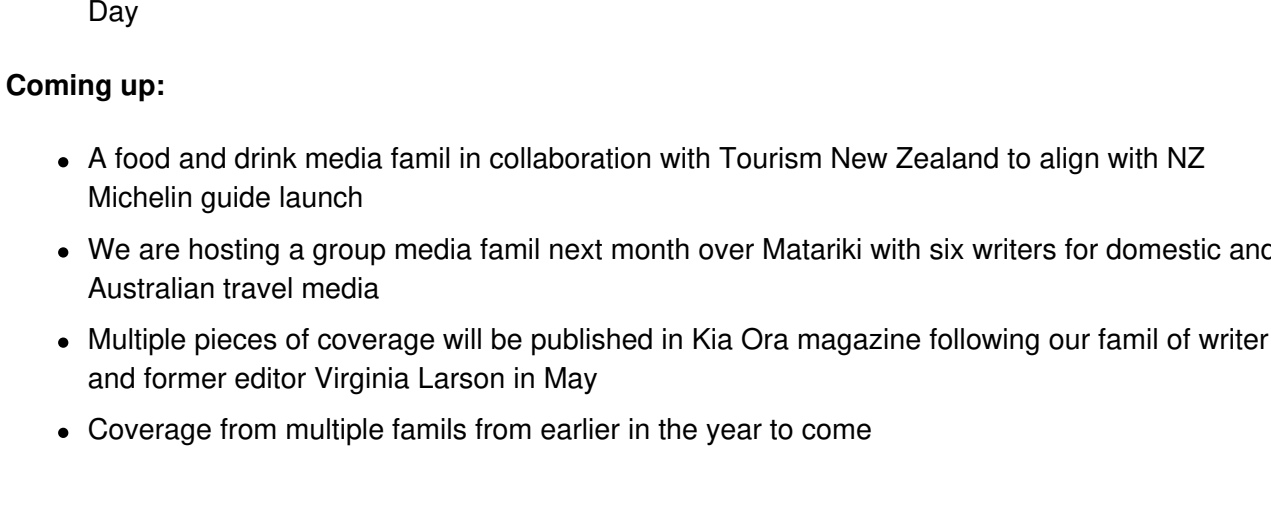 Day
Coming up:
• A food and drink media famil in collaboration with Tourism New Zealand to align with NZ
Michelin guide launch
• We are hosting a group media famil next month over Matariki with six writers for domestic and
Australian travel media
• Multiple pieces of coverage will be published in Kia Ora magazine following our famil of writer
and former editor Virginia Larson in May
• Coverage from multiple famils from earlier in the year to come